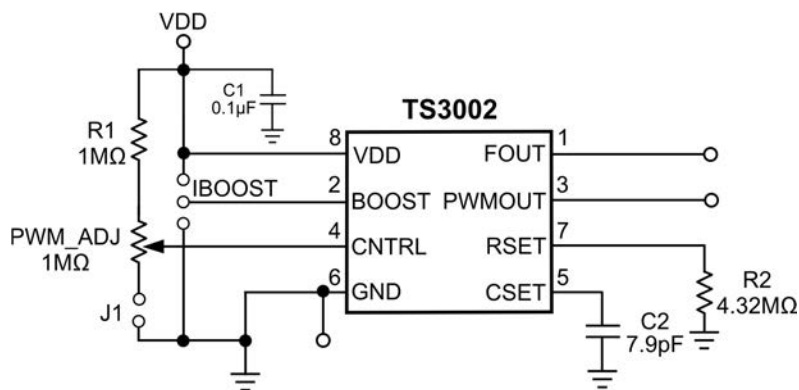 VDD
C1
0.1µF
TS3002
R1
1MΩ
8
VDD
FOUT
1
IBOOST
2
BOOST
PWMOUT
3
PWM_ADJ
1MΩ
4
CNTRL
RSET
7
6
GND
CSET
5
J1
R2
4.32MΩ
C2
7.9pF